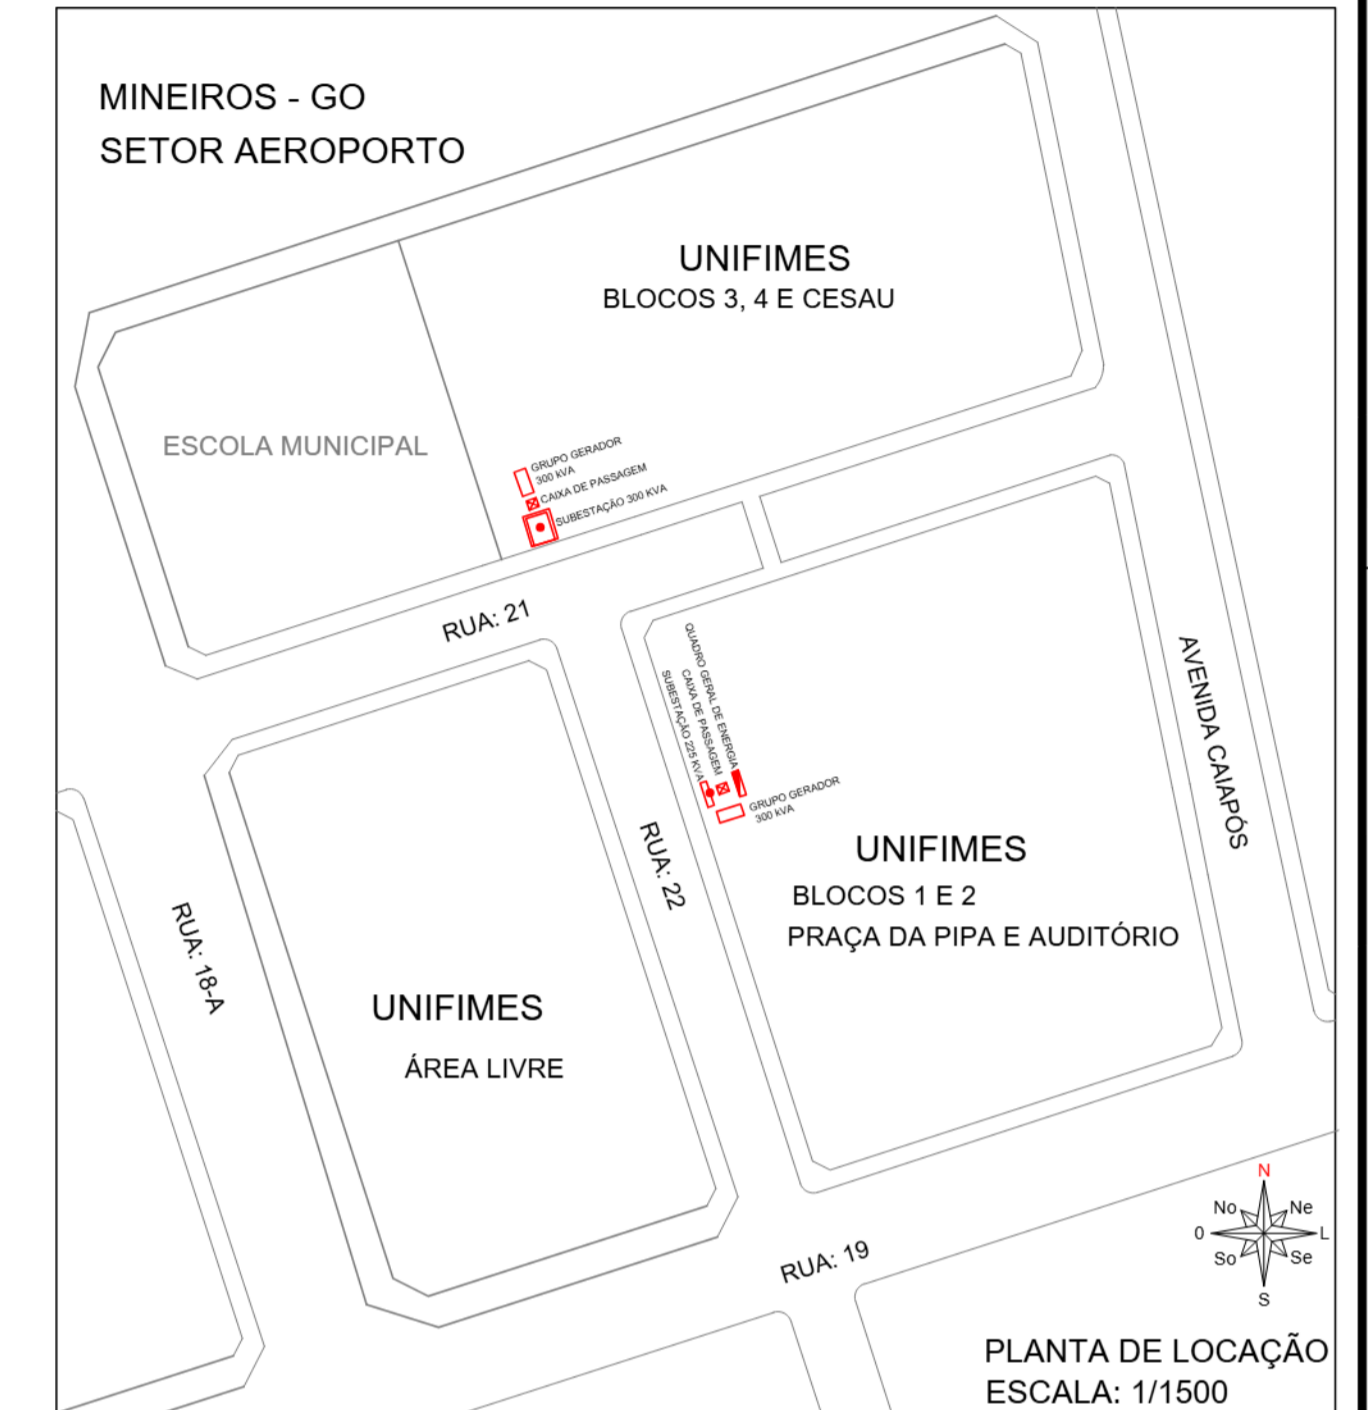 MINEIROS - GO
SETOR AEROPORTO
UNIFIMES
BLOCOS 3, 4 E CESAU
ESCOLA MUNICIPAL
GRUPO GERADOR
300 kVA
CAIXA DE PASSAGEM
SUBESTAÇÃO 300 KVA
RUA: 21
QUADRO GERAL DE ENERGIA
CAIXA DE PASSAGEM
SUBESTAÇÃO 225 KVA
GRUPO GERADOR
300 kVA
AVENIDA CAIAPÓS
RUA: 22
UNIFIMES
BLOCOS 1 E 2
PRAÇA DA PIPA E AUDITÓRIO
RUA: 18-A
UNIFIMES
ÁREA LIVRE
RUA: 19
N
No
Ne
0
L
So
Se
S
PLANTA DE LOCAÇÃO
ESCALA: 1/1500